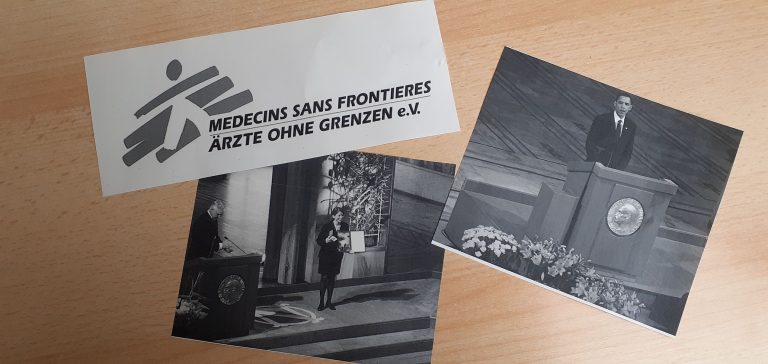 MEDECINS SANS FRONTIERES
ÄRZTE OHNE GRENZEN e.V.